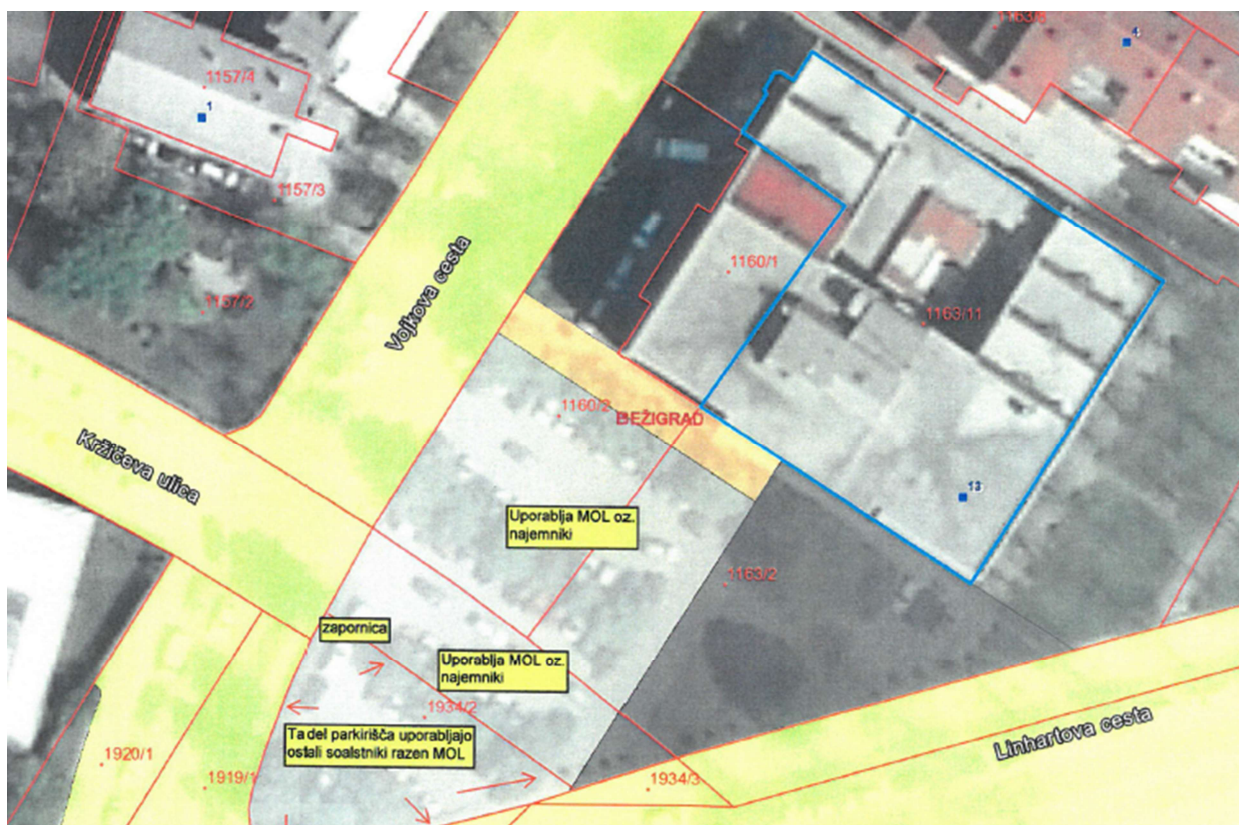 1163/8
4
1157/4
1
1157/3
1157/2
Vojkova cesta
1160/1
1163/11
1160/2
BEŽIGRAD
Kržičeva ulica
13
Uporablja MOL oz.
najemniki
1163/2
zapornica
Uporablja MOL oz.
najemniki
1934/2
Ta del parkirišča uporabljajo
ostali soalstniki razen MOL
Linhartova cesta
1920/1
1919/1
1934/3